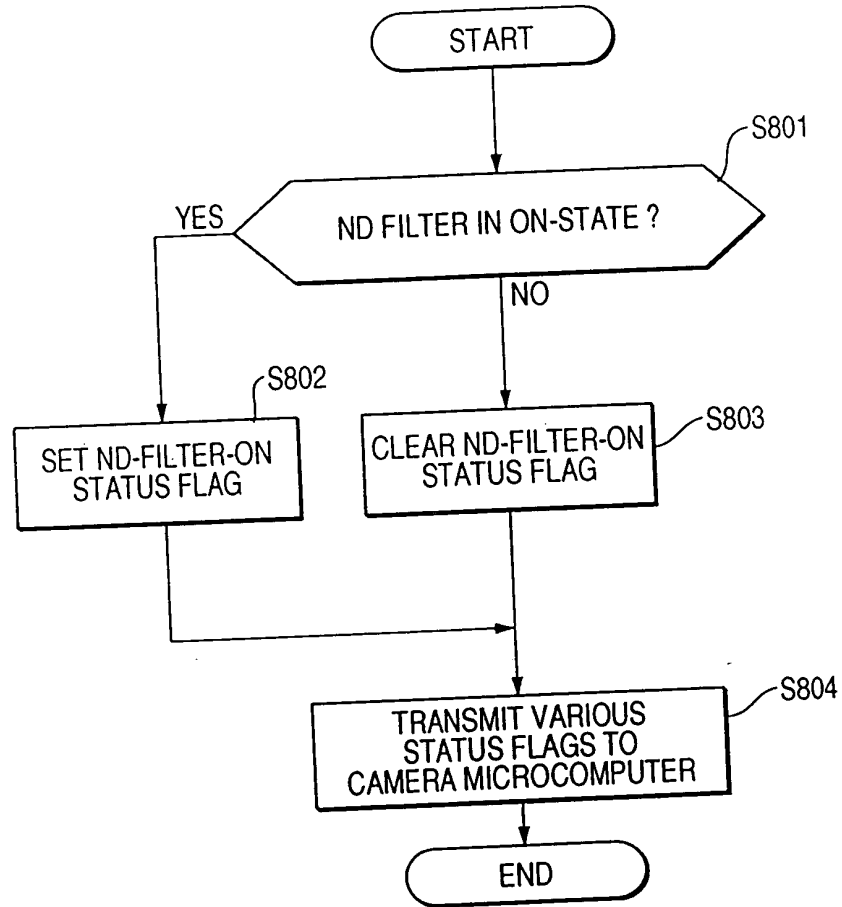 START
S801
ND FILTER IN ON-STATE ?
YES
NO
S802
SET ND-FILTER-ON
STATUS FLAG
S803
CLEAR ND-FILTER-ON
STATUS FLAG
S804
TRANSMIT VARIOUS
STATUS FLAGS TO
CAMERA MICROCOMPUTER
END